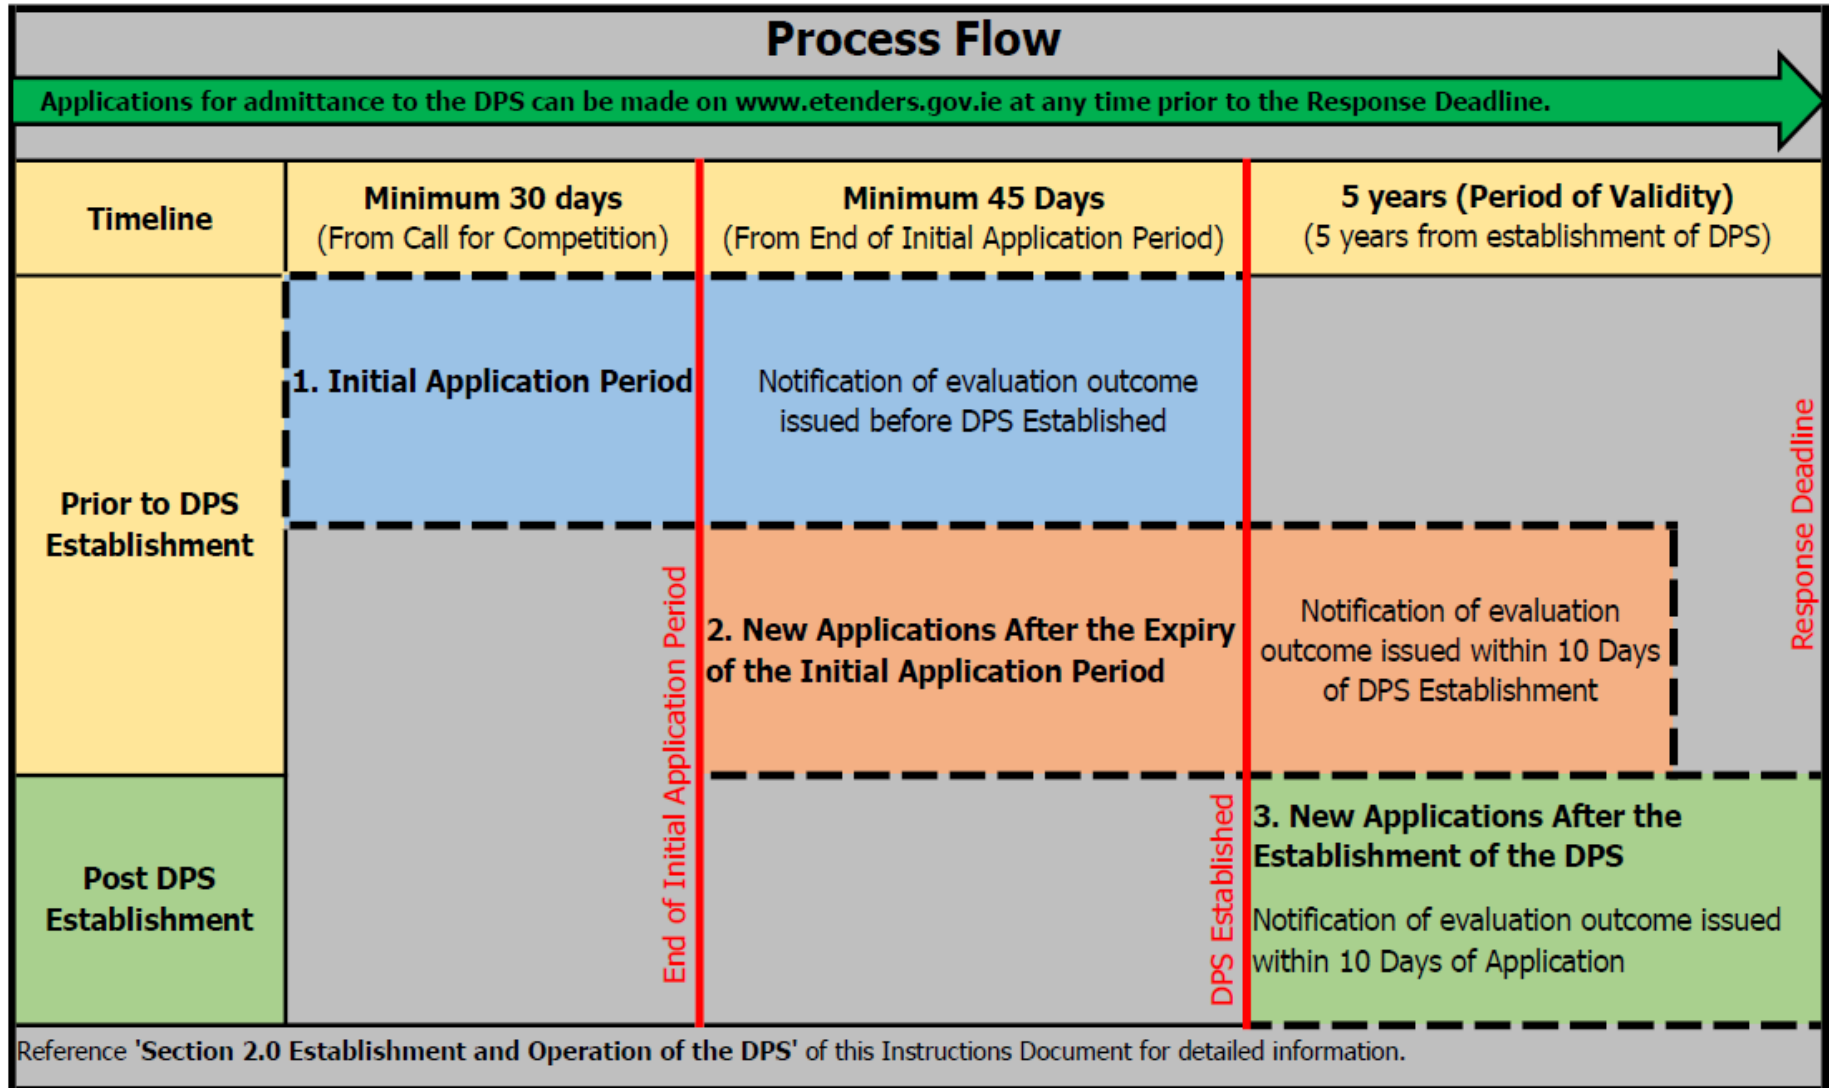 Process Flow
Applications for admittance to the DPS can be made on www.etenders.gov.ie at any time prior to the Response Deadline.
Timeline
Minimum 30 days
(From Call for Competition)
Minimum 45 Days
(From End of Initial Application Period)
5 years (Period of Validity)
(5 years from establishment of DPS)
Prior to DPS
Establishment
1. Initial Application Period
Notification of evaluation outcome
issued before DPS Established
2. New Applications After the Expiry
of the Initial Application Period
Notification of evaluation
outcome issued within 10 Days
of DPS Establishment
Response Deadline
End of Initial Application Period
Post DPS
Establishment
DPS Established
3. New Applications After the
Establishment of the DPS
Notification of evaluation outcome issued
within 10 Days of Application
Reference 'Section 2.0 Establishment and Operation of the DPS' of this Instructions Document for detailed information.